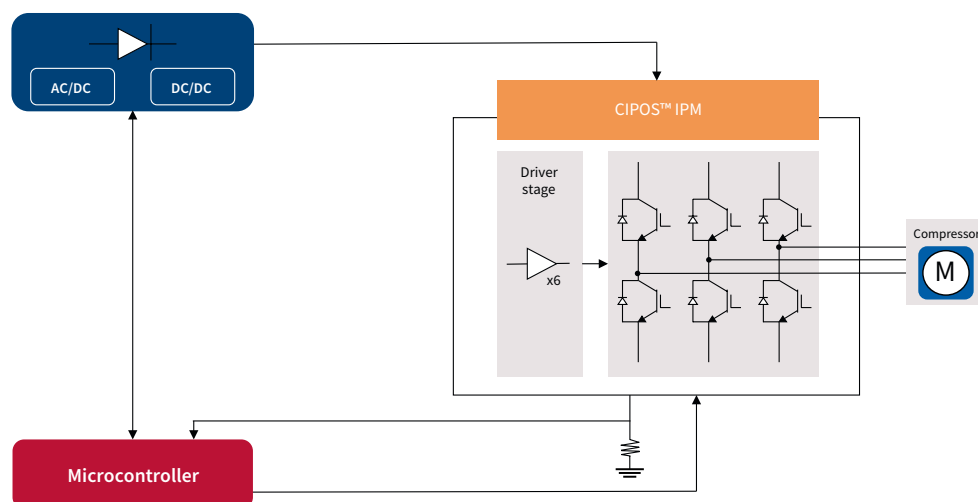 AC/DC
DC/DC
CIPOS™ IPM
Driver
stage
x6
Compressor
M
Microcontroller